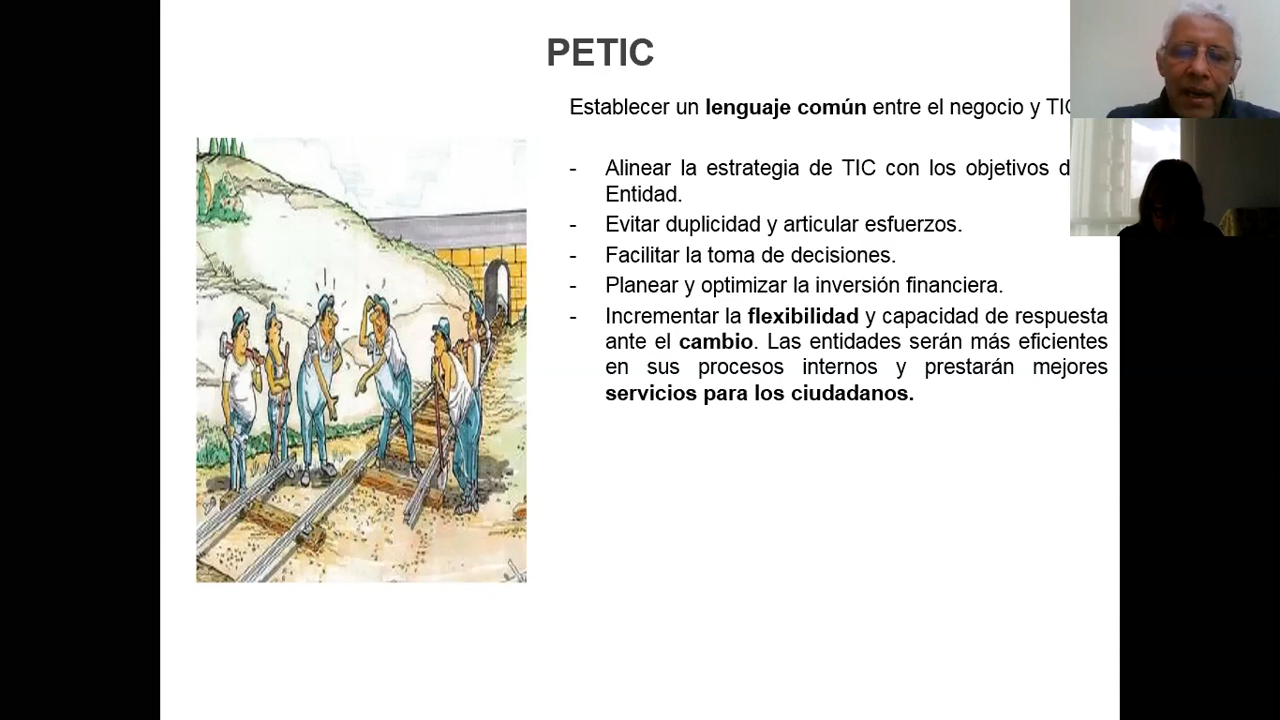 PETIC
Establecer un lenguaje común entre el negocio y
- Alinear la estrategia de TIC con los objetivos
Entidad.
- Evitar duplicidad y articular esfuerzos.
- Facilitar la toma de decisiones.
- Planear y optimizar la inversión financiera.
- Incrementar la flexibilidad y capacidad de respuesta
ante el cambio. Las entidades serán más eficientes
en sus procesos internos y prestarán mejores
servicios para los ciudadanos.